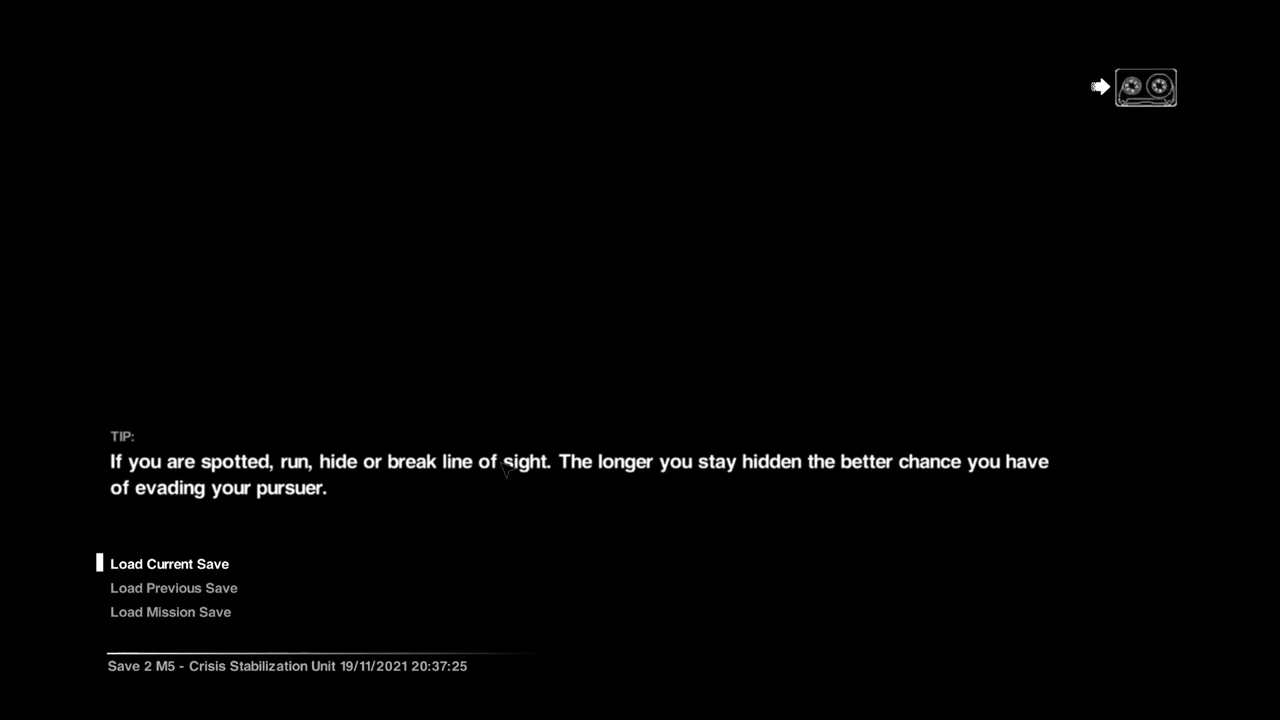 TIP:
If you are spotted, run, hide or break line of sight. The longer you stay hidden the better chance you have
of evading your pursuer.
Load Current Save
Load Previous Save
Load Mission Save
Save 2 M5 - Crisis Stabilization Unit 19/11/2021 20:37:25